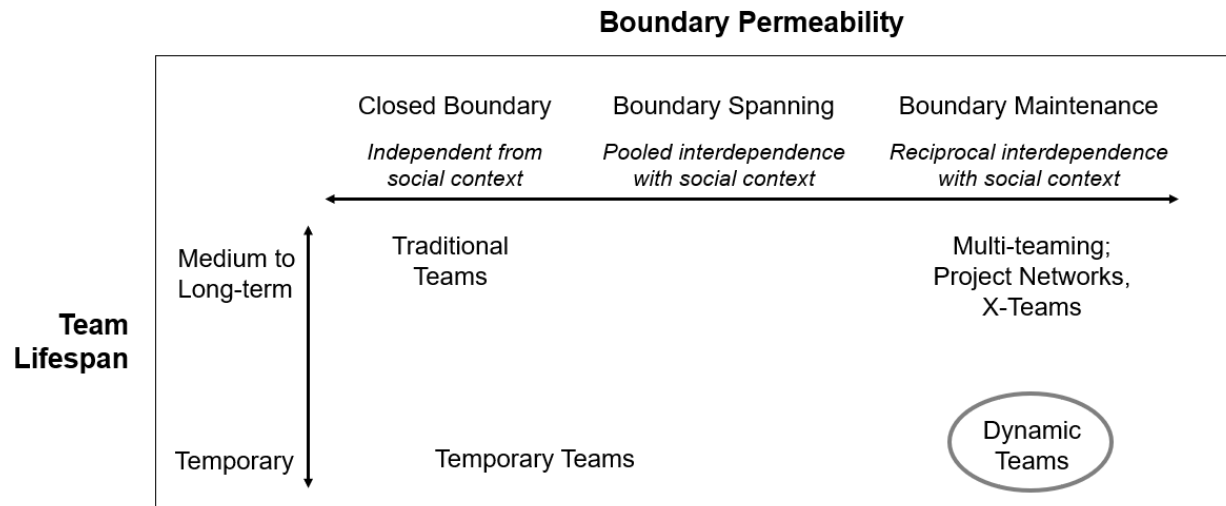 Boundary Permeability
Closed Boundary
Boundary Spanning
Boundary Maintenance
Independent from
social context
Pooled interdependence
with social context
Reciprocal interdependence
with social context
Team
Lifespan
Medium to
Long-term
Traditional
Teams
Multi-teaming;
Project Networks,
X-Teams
Temporary
Temporary Teams
Dynamic
Teams